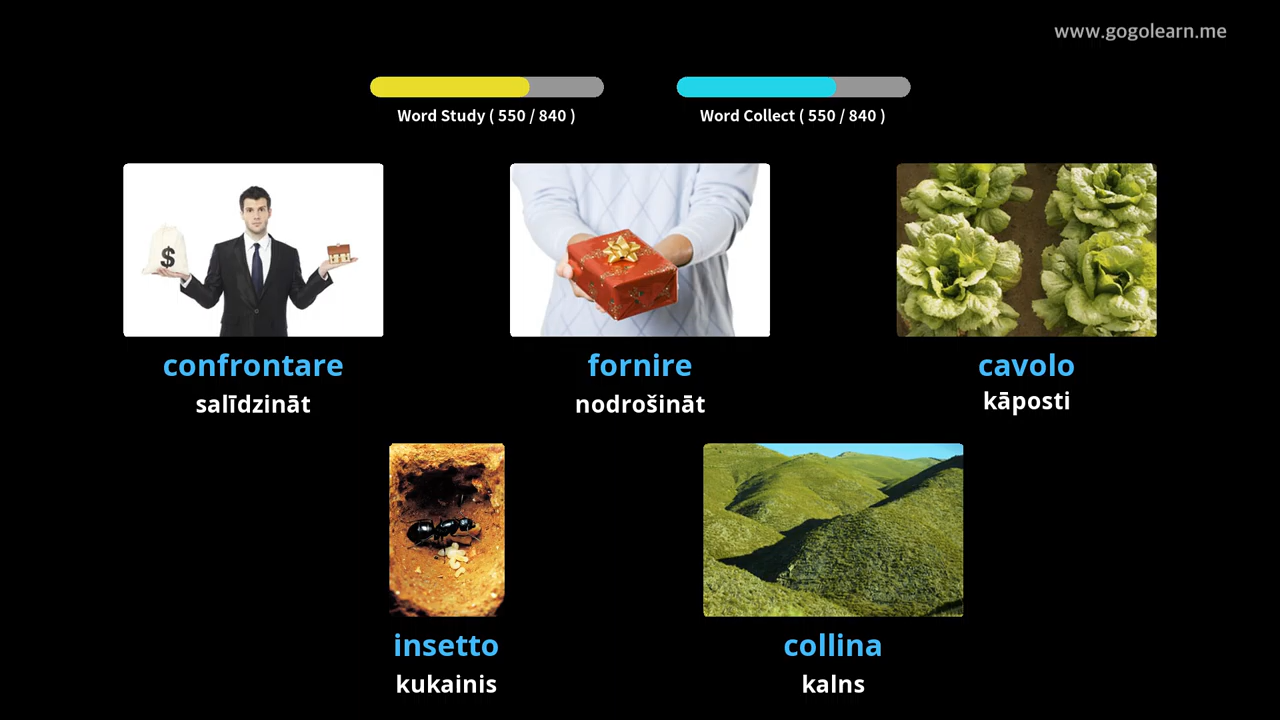 www.gogolearn.me
Word Study ( 550 / 840 )
Word Collect ( 550 / 840 )
$
confrontare
salīdzināt
fornire
nodrošināt
cavolo
kāposti
insetto
kukainis
collina
kalns